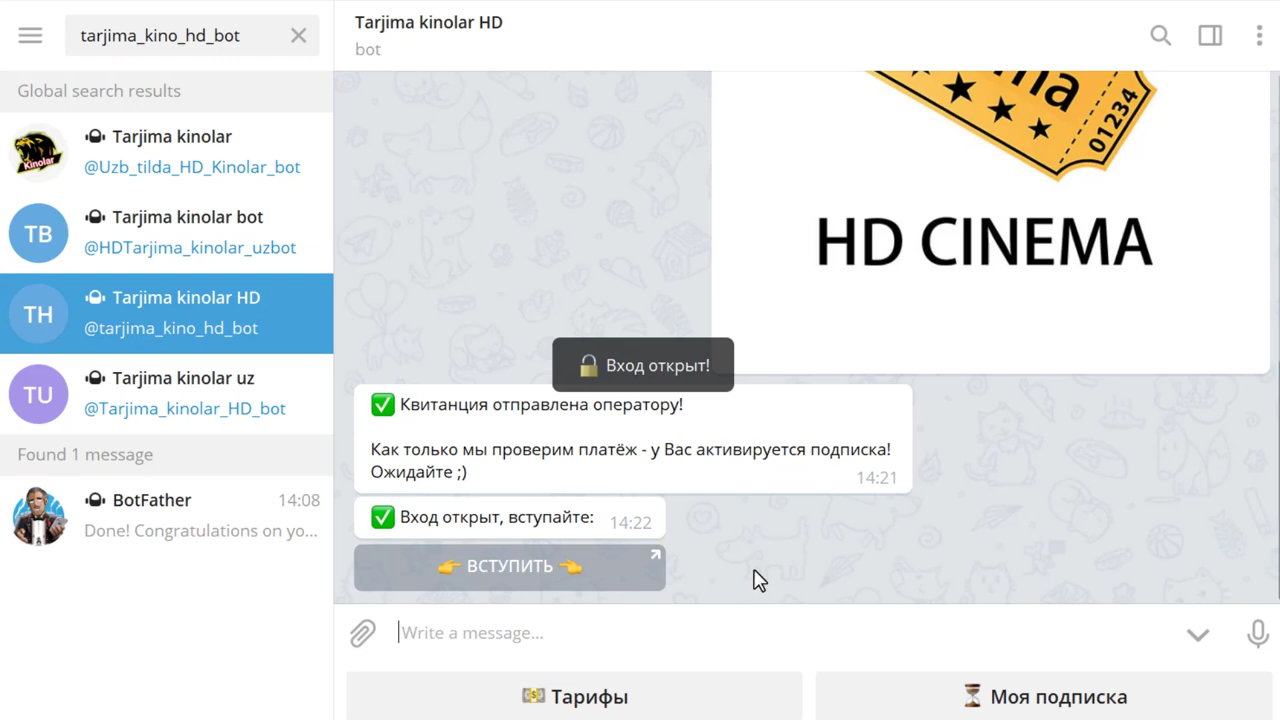 tarjima_kino_hd_bot
Global search results
Kinolar
Tarjima kinolar
@Uzb_tilda_HD_Kinolar_bot
TB
Tarjima kinolar bot
@HDTarjima_kinolar_uzbot
TH
Tarjima kinolar HD
@tarjima_kino_hd_bot
TU
Tarjima kinolar uz
@Tarjima_kinolar_HD_bot
Found 1 message
BotFather
14:08
Done! Congratulations on yo...
Tarjima kinolar HD
bot
01234
HD CINEMA
Вход открыт!
Квитанция отправлена оператору!
Как только мы проверим платёж - у Вас активируется подписка!
Ожидайте ;)
14:21
Вход открыт, вступайте:
14:22
ВСТУПИТЬ
Write a message...
Тарифы
Моя подписка